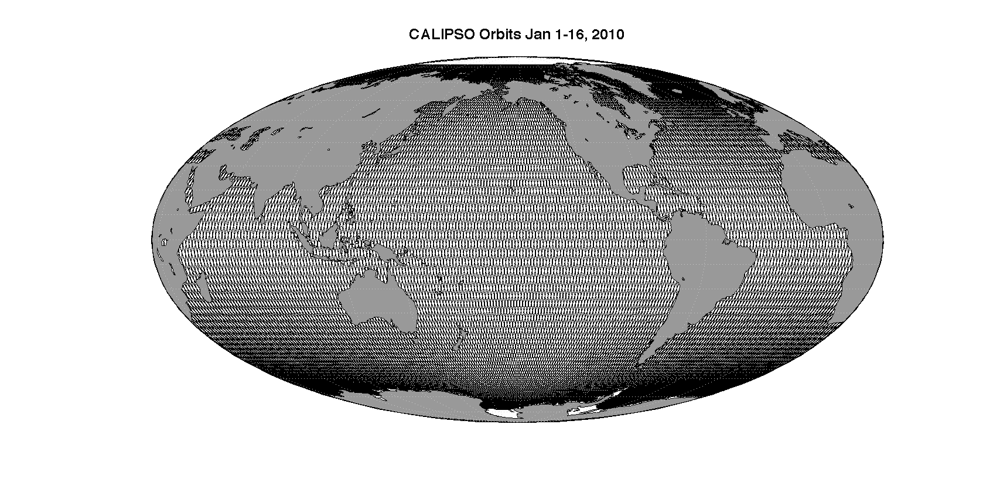 CALIPSO Orbits Jan 1-16, 2010